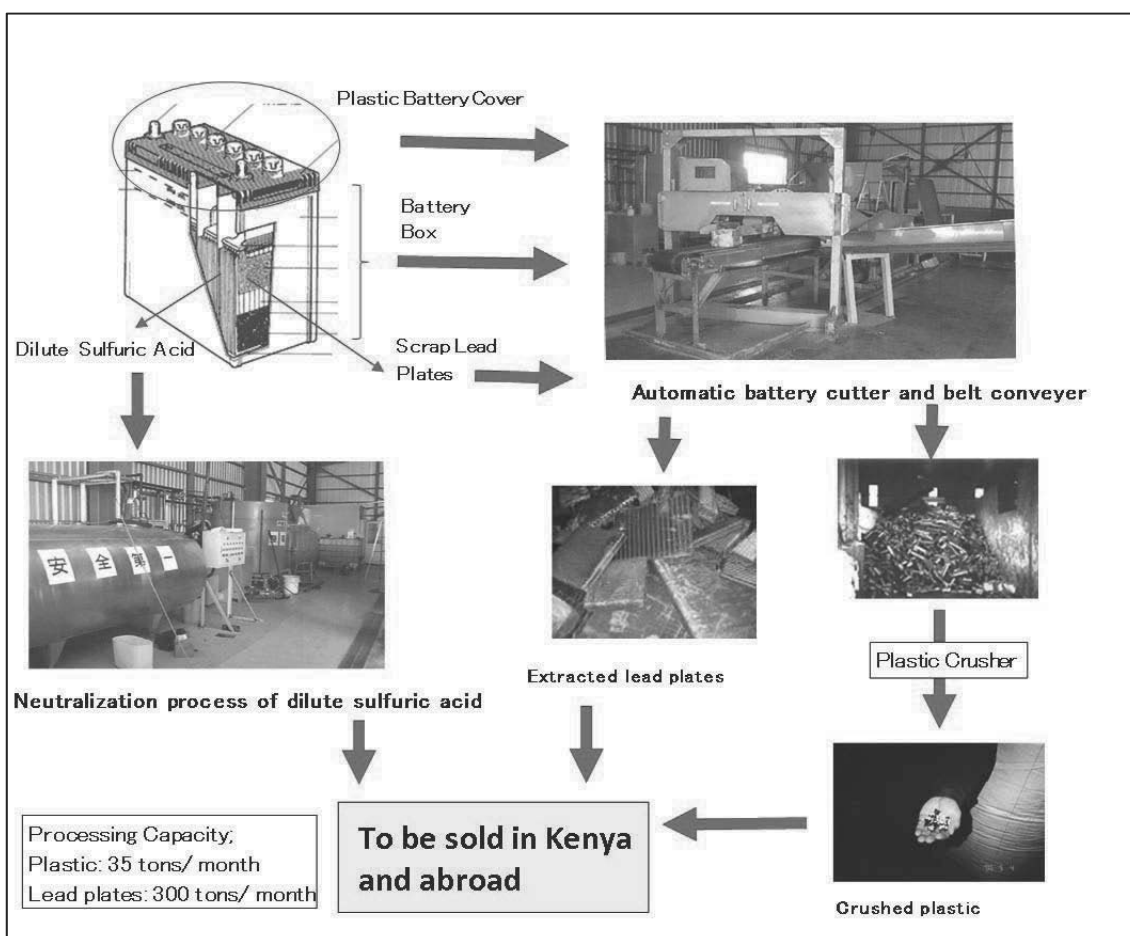 Plastic Battery Cover
Battery
Box
Dilute Sulfuric Acid
Scrap Lead
Plates
Automatic battery cutter and belt conveyer
安全第一
Neutralization process of dilute sulfuric acid
Extracted lead plates
Plastic Crusher
Crushed plastic
Processing Capacity;
Plastic: 35 tons/ month
Lead plates: 300 tons/ month
To be sold in Kenya
and abroad